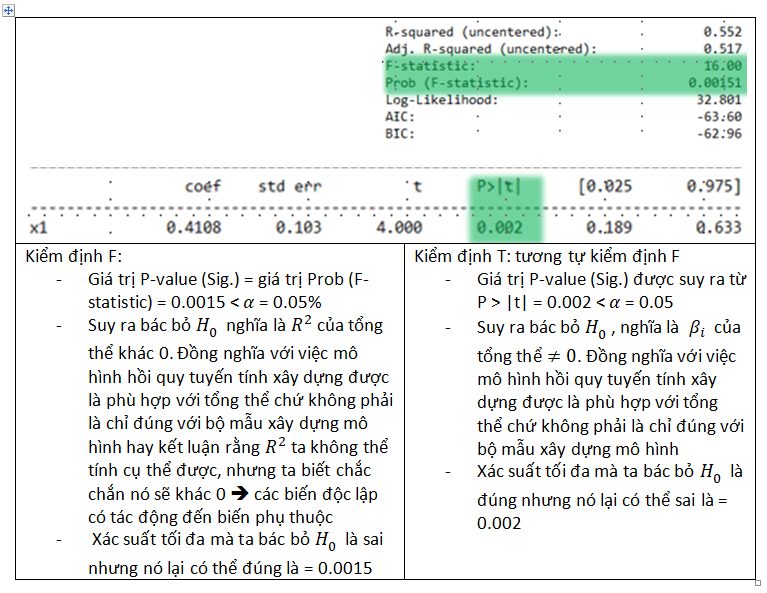 R-squared (uncentered): 0.552
Adj. R-squared (uncentered): 0.517
F-statistic: 16.00
Prob (F-statistic): 0.00151
Log-Likelihood: 32.801
AIC: -63.60
BIC: -62.96
coef std err t P>|t| [0.025 0.975]
x1 0.4108 0.103 4.000 0.002 0.189 0.633
Kiểm định F:
- Giá trị P-value (Sig.) = giá trị Prob (F-
statistic) = 0.0015 < α = 0.05%
- Suy ra bác bỏ H₀ nghĩa là R² của tổng
thể khác 0. Đồng nghĩa với việc mô
hình hồi quy tuyến tính xây dựng được
là phù hợp với tổng thể chứ không phải
là chỉ đúng với bộ mẫu xây dựng mô
hình hay kết luận rằng R² ta không thể
tính cụ thể được, nhưng ta biết chắc
chắn nó sẽ khác 0 ➔ các biến độc lập
có tác động đến biến phụ thuộc
- Xác suất tối đa mà ta bác bỏ H₀ là sai
nhưng nó lại có thể đúng là = 0.0015
Kiểm định T: tương tự kiểm định F
- Giá trị P-value (Sig.) được suy ra từ
P > |t| = 0.002 < α = 0.05
- Suy ra bác bỏ H₀ , nghĩa là βᵢ của
tổng thể ≠ 0. Đồng nghĩa với việc
mô hình hồi quy tuyến tính xây
dựng được là phù hợp với tổng
thể chứ không phải là chỉ đúng với
bộ mẫu xây dựng mô hình
- Xác suất tối đa mà ta bác bỏ H₀ là
đúng nhưng nó lại có thể sai là =
0.002